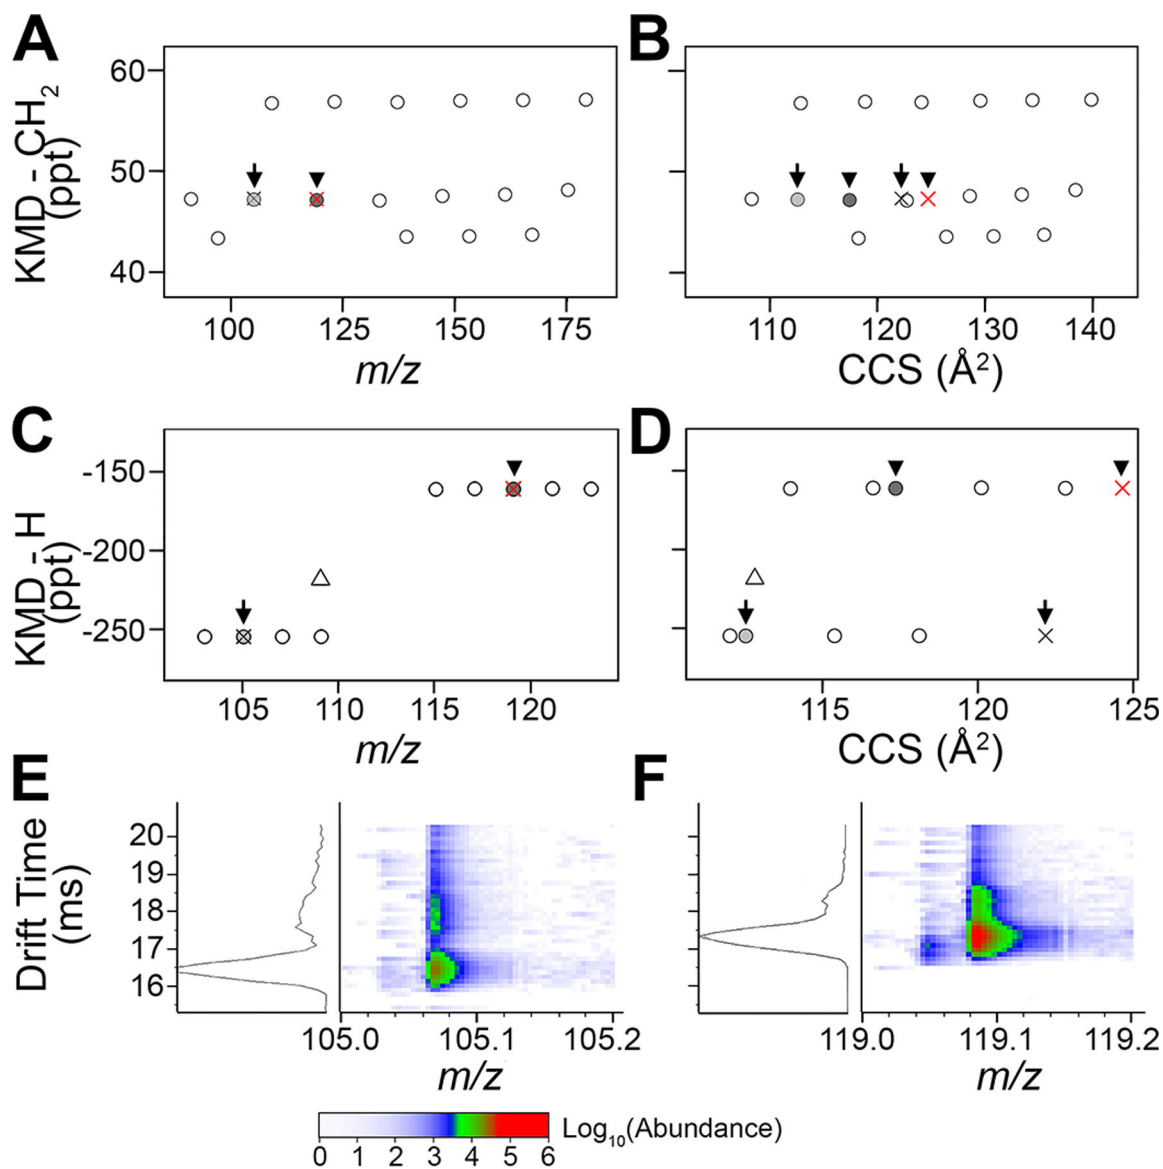 A
B
KMD - CH2
(ppt)
60
50
40
100 125 150 175
m/z
110 120 130 140
CCS (Å²)
C
D
KMD - H
(ppt)
-150
-200
-250
105 110 115 120
m/z
115 120 125
CCS (Å²)
E
F
Drift Time
(ms)
20
19
18
17
16
105.0 105.1 105.2
m/z
119.0 119.1 119.2
m/z
0 1 2 3 4 5 6
Log10(Abundance)